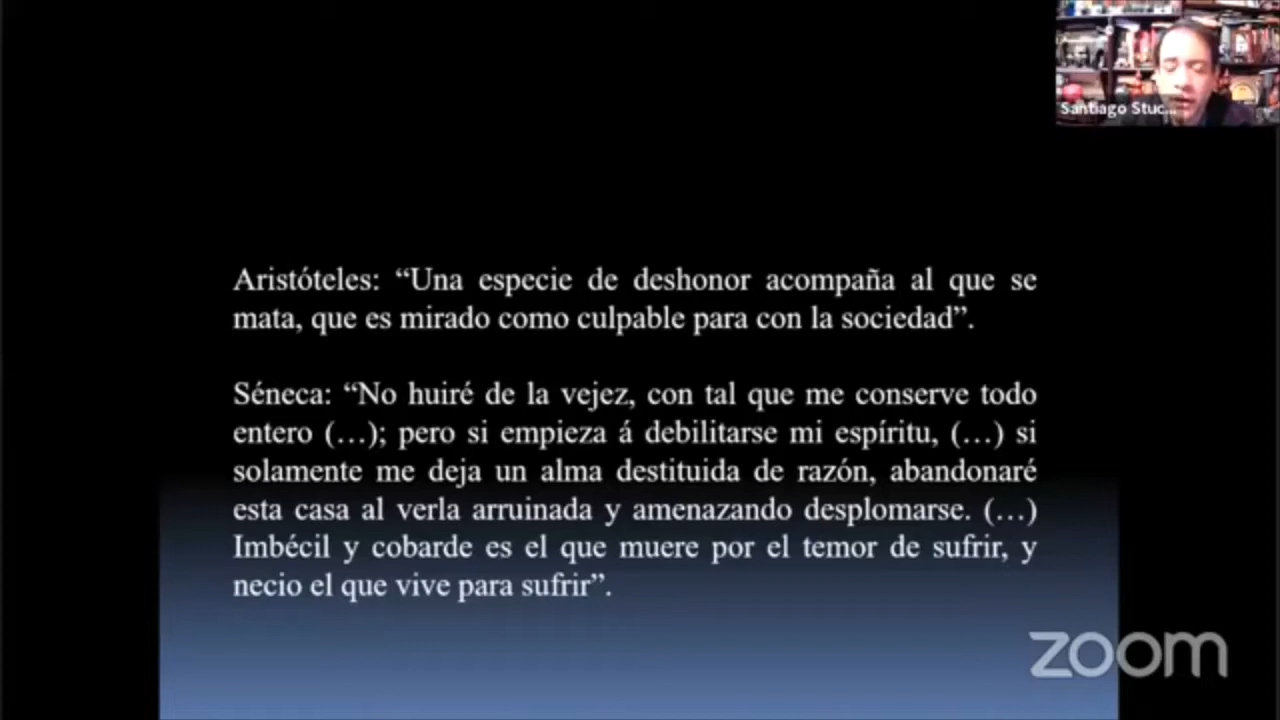 Santiago Stuc...
Aristóteles: “Una especie de deshonor acompaña al que se
mata, que es mirado como culpable para con la sociedad”.
Séneca: “No huiré de la vejez, con tal que me conserve todo
entero (…); pero si empieza á debilitarse mi espíritu, (…) si
solamente me deja un alma destituida de razón, abandonaré
esta casa al verla arruinada y amenazando desplomarse. (…)
Imbécil y cobarde es el que muere por el temor de sufrir, y
necio el que vive para sufrir”.
zoom